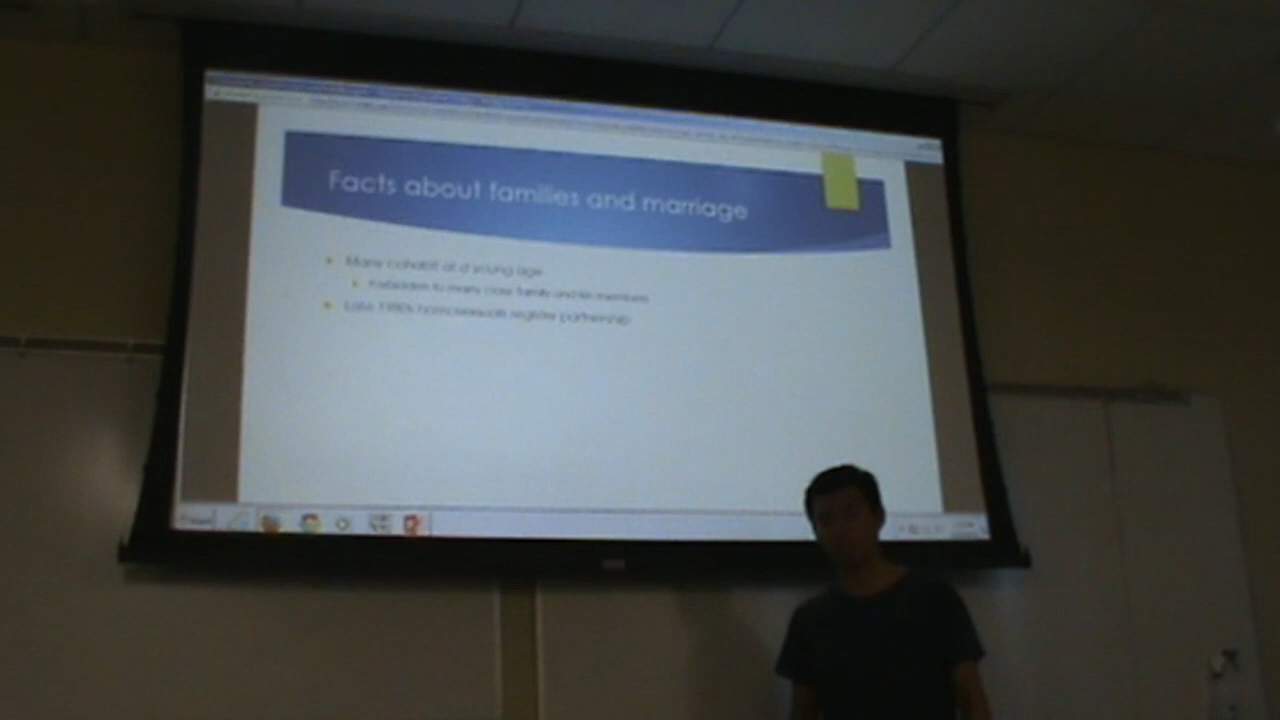 Facts about families and marriage
Many cohabit at a young age
Forbidden to marry close family and kin members
Late 1980s homosexuals register partnership